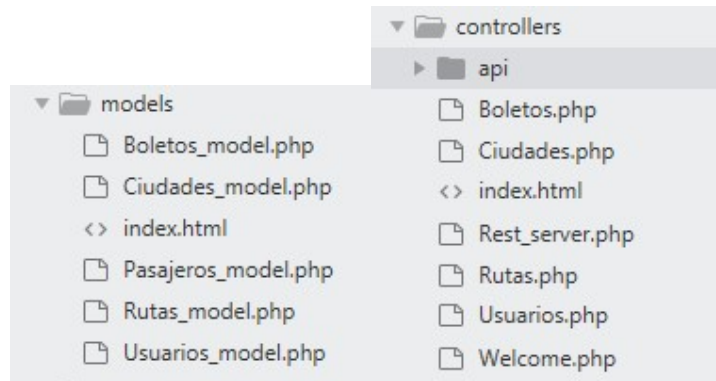 models
Boletos_model.php
Ciudades_model.php
index.html
Pasajeros_model.php
Rutas_model.php
Usuarios_model.php
controllers
api
Boletos.php
Ciudades.php
index.html
Rest_server.php
Rutas.php
Usuarios.php
Welcome.php